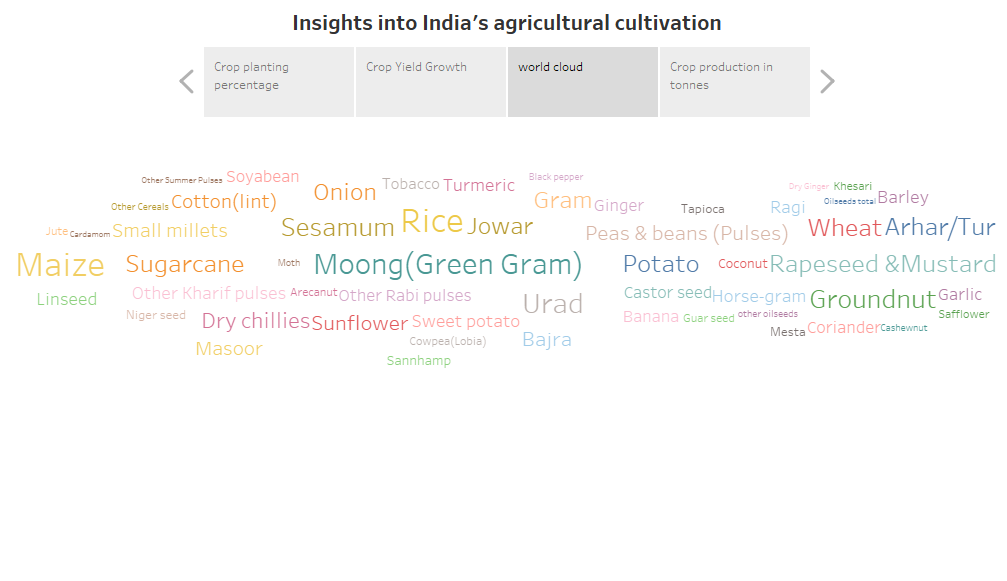 Insights into India's agricultural cultivation
Crop planting
percentage
Crop Yield Growth
world cloud
Crop production in
tonnes
Other Summer Pulses
Soyabean
Onion
Tobacco
Turmeric
Black pepper
Dry Ginger
Khesari
Other Cereals
Cotton(lint)
Gram
Ginger
Tapioca
Ragi
Oilseeds total
Barley
Jute
Cardamom
Small millets
Sesamum
Rice
Jowar
Peas & beans (Pulses)
Wheat
Arhar/Tur
Maize
Sugarcane
Moth
Moong(Green Gram)
Potato
Coconut
Rapeseed &Mustard
Linseed
Other Kharif pulses
Arecanut
Other Rabi pulses
Urad
Castor seed
Horse-gram
Groundnut
Garlic
Niger seed
Dry chillies
Sunflower
Sweet potato
Banana
Guar seed
other oilseeds
Safflower
Masoor
Cowpea(Lobia)
Bajra
Mesta
Coriander
Cashewnut
Sannhamp